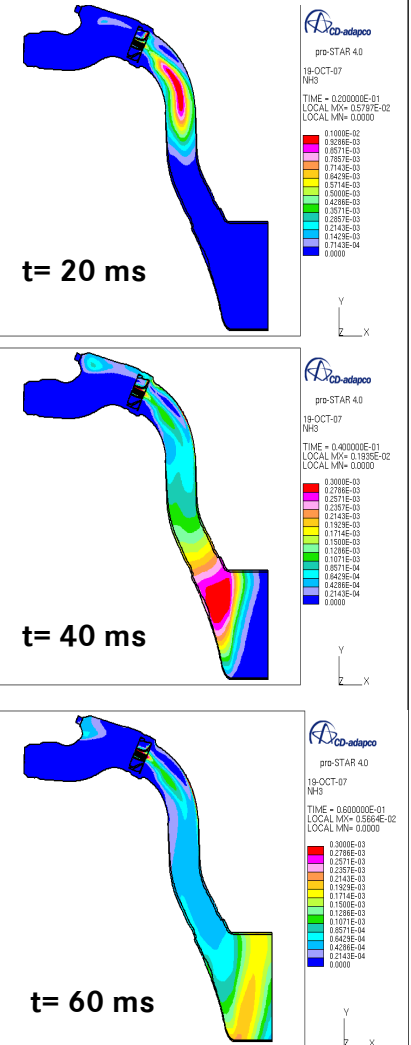 CD-adapco
pro-STAR 4.0
19-OCT-07
NH3
TIME = 0.200000E-01
LOCAL MX= 0.5797E-02
LOCAL MN= 0.0000
0.1000E-02
0.9286E-03
0.8571E-03
0.7857E-03
0.7143E-03
0.6429E-03
0.5714E-03
0.5000E-03
0.4286E-03
0.3571E-03
0.2857E-03
0.2143E-03
0.1429E-03
0.7143E-04
0.0000
t= 20 ms
Y
Z X
CD-adapco
pro-STAR 4.0
19-OCT-07
NH3
TIME = 0.400000E-01
LOCAL MX= 0.1935E-02
LOCAL MN= 0.0000
0.3000E-03
0.2786E-03
0.2571E-03
0.2357E-03
0.2143E-03
0.1929E-03
0.1714E-03
0.1500E-03
0.1286E-03
0.1071E-03
0.8571E-04
0.6429E-04
0.4286E-04
0.2143E-04
0.0000
t= 40 ms
Y
Z X
CD-adapco
pro-STAR 4.0
19-OCT-07
NH3
TIME = 0.600000E-01
LOCAL MX= 0.5664E-02
LOCAL MN= 0.0000
0.3000E-03
0.2786E-03
0.2571E-03
0.2357E-03
0.2143E-03
0.1929E-03
0.1714E-03
0.1500E-03
0.1286E-03
0.1071E-03
0.8571E-04
0.6429E-04
0.4286E-04
0.2143E-04
0.0000
t= 60 ms
Y
Z X